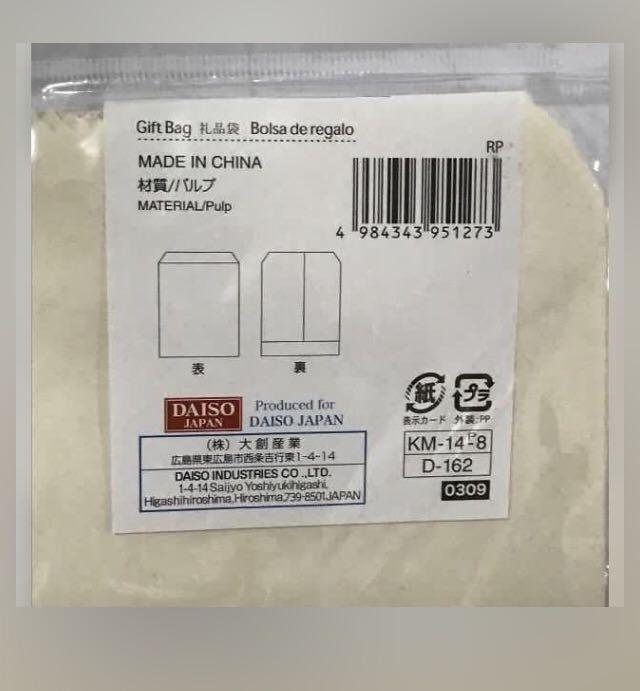 Gift Bag 礼品袋 Bolsa de regalo
RP
MADE IN CHINA
材質//パルプ
MATERIAL/Pulp
4 984343 951273
表
裏
紙
プラ
表示カード 外装:PP
DAISO
JAPAN
Produced for
DAISO JAPAN
(株) 大創産業
広島県東広島市西条吉行東1-4-14
DAISO INDUSTRIES CO.,LTD.
1-4-14 Saijyo Yoshiyukihigashi,
Higashihiroshima,Hiroshima,739-8501,JAPAN
KM-14-P8
D-162
0309